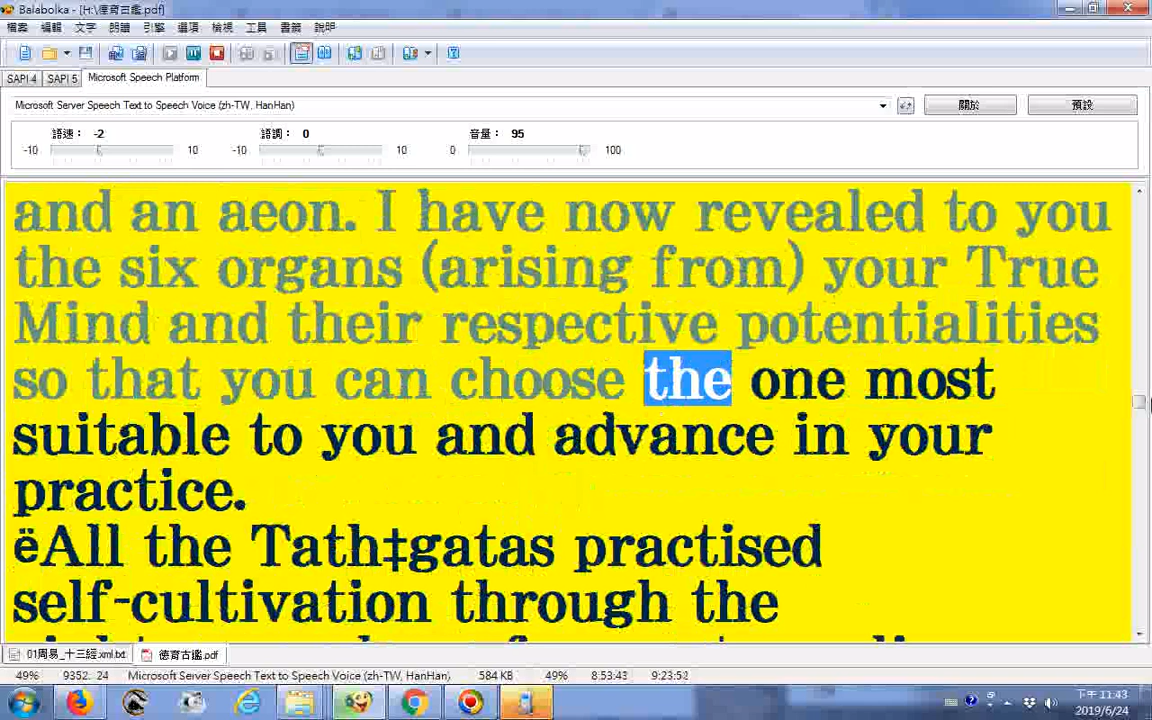 Balabolka - [H:\德育古鑑.pdf]
檔案 編輯 文字 朗讀 引擎 選項 檢視 工具 書籤 說明
SAPI 4 SAPI 5 Microsoft Speech Platform
Microsoft Server Speech Text to Speech Voice (zh-TW, HanHan) 關於 預設
語速： -2 語調： 0 音量： 95
-10 10 -10 10 0 100
and an aeon. I have now revealed to you
the six organs (arising from) your True
Mind and their respective potentialities
so that you can choose the one most
suitable to you and advance in your
practice.
ëAll the Tath‡gatas practised
self-cultivation through the
01周易_十三經.xml.txt 德育古鑑.pdf
49% 9352: 24 Microsoft Server Speech Text to Speech Voice (zh-TW, HanHan) 584 KB 49% 8:53:43 9:23:52
下午 11:43
2019/6/24